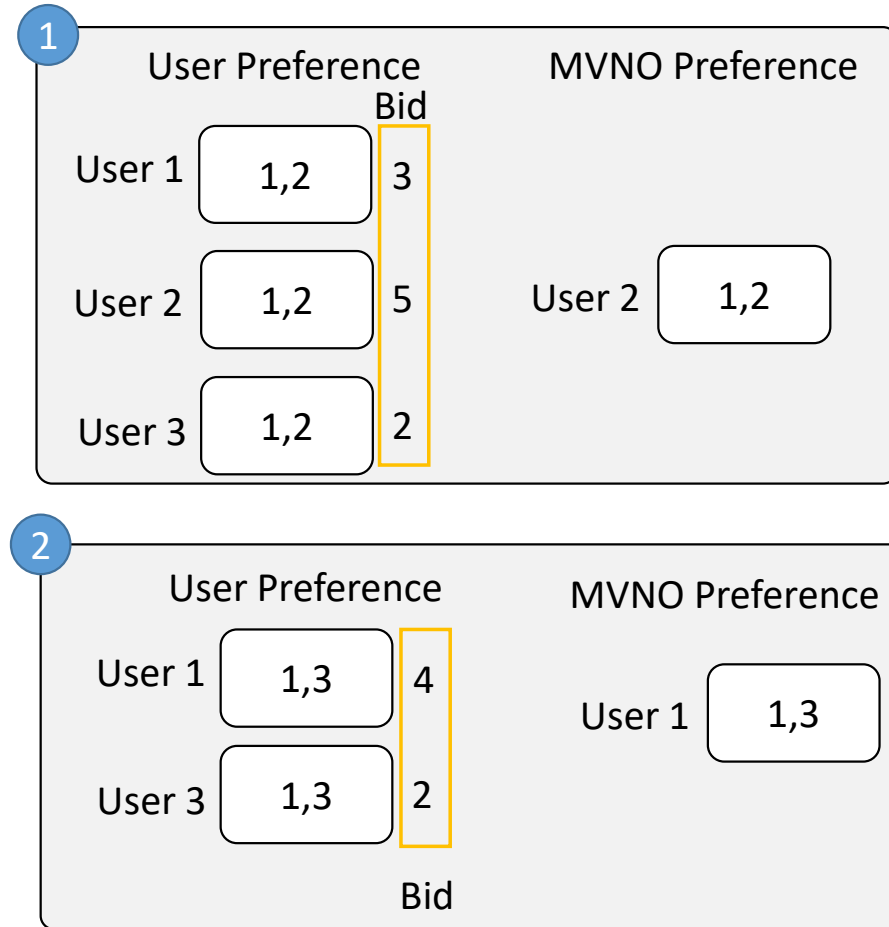 1
User Preference MVNO Preference
Bid
User 1 1,2 3
User 2 1,2 5 User 2 1,2
User 3 1,2 2
2
User Preference MVNO Preference
User 1 1,3 4
User 1 1,3
User 3 1,3 2
Bid